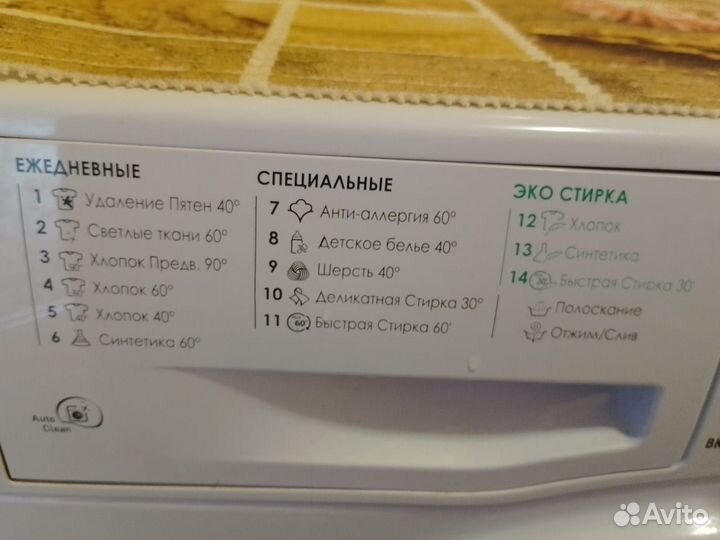 ЕЖЕДНЕВНЫЕ
1 Удаление Пятен 40°
2 Светлые ткани 60°
3 Хлопок Предв. 90°
4 Хлопок 60°
5 Хлопок 40°
6 Синтетика 60°
Auto
Clean
СПЕЦИАЛЬНЫЕ
7 Анти-аллергия 60°
8 Детское белье 40°
9 Шерсть 40°
10 Деликатная Стирка 30°
11 60' Быстрая Стирка 60'
ЭКО СТИРКА
12 Хлопок
13 Синтетика
14 30' Быстрая Стирка 30'
Полоскание
Отжим/Слив
ВК
Avito